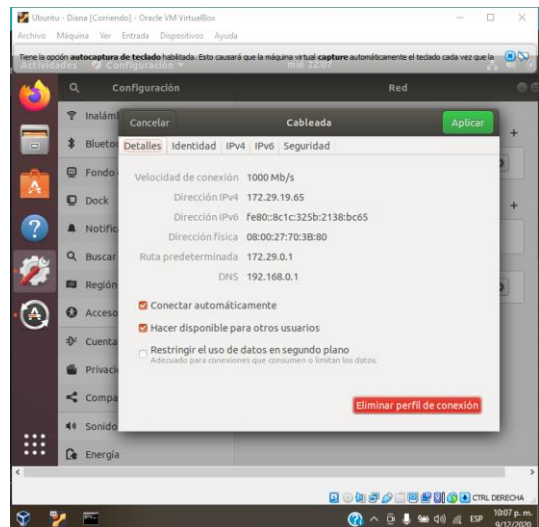 Ubuntu - Diana [Corriendo] - Oracle VM VirtualBox
Archivo Máquina Ver Entrada Dispositivos Ayuda
Tiene la opción autocaptura de teclado habilitada. Esto causará que la máquina virtual capture automáticamente el teclado cada vez que la
Actividades Configuración mié 22:07
Configuración Red
Inalám
Cancelar Cableada Aplicar
Bluetoo
Detalles Identidad IPv4 IPv6 Seguridad
Fondo
Velocidad de conexión 1000 Mb/s
Dock
Dirección IPv4 172.29.19.65
Dirección IPv6 fe80::8c1c:325b:2138:bc65
Notific
Dirección física 08:00:27:70:3B:80
Buscar
Ruta predeterminada 172.29.0.1
Región
DNS 192.168.0.1
Acceso
Conectar automáticamente
Hacer disponible para otros usuarios
Cuenta
Restringir el uso de datos en segundo plano
Adecuado para conexiones que consumen o limitan los datos.
Privaci
Compa
Eliminar perfil de conexión
Sonido
Energía
CTRL DERECHA
ESP 10:07 p. m.
9/12/2020